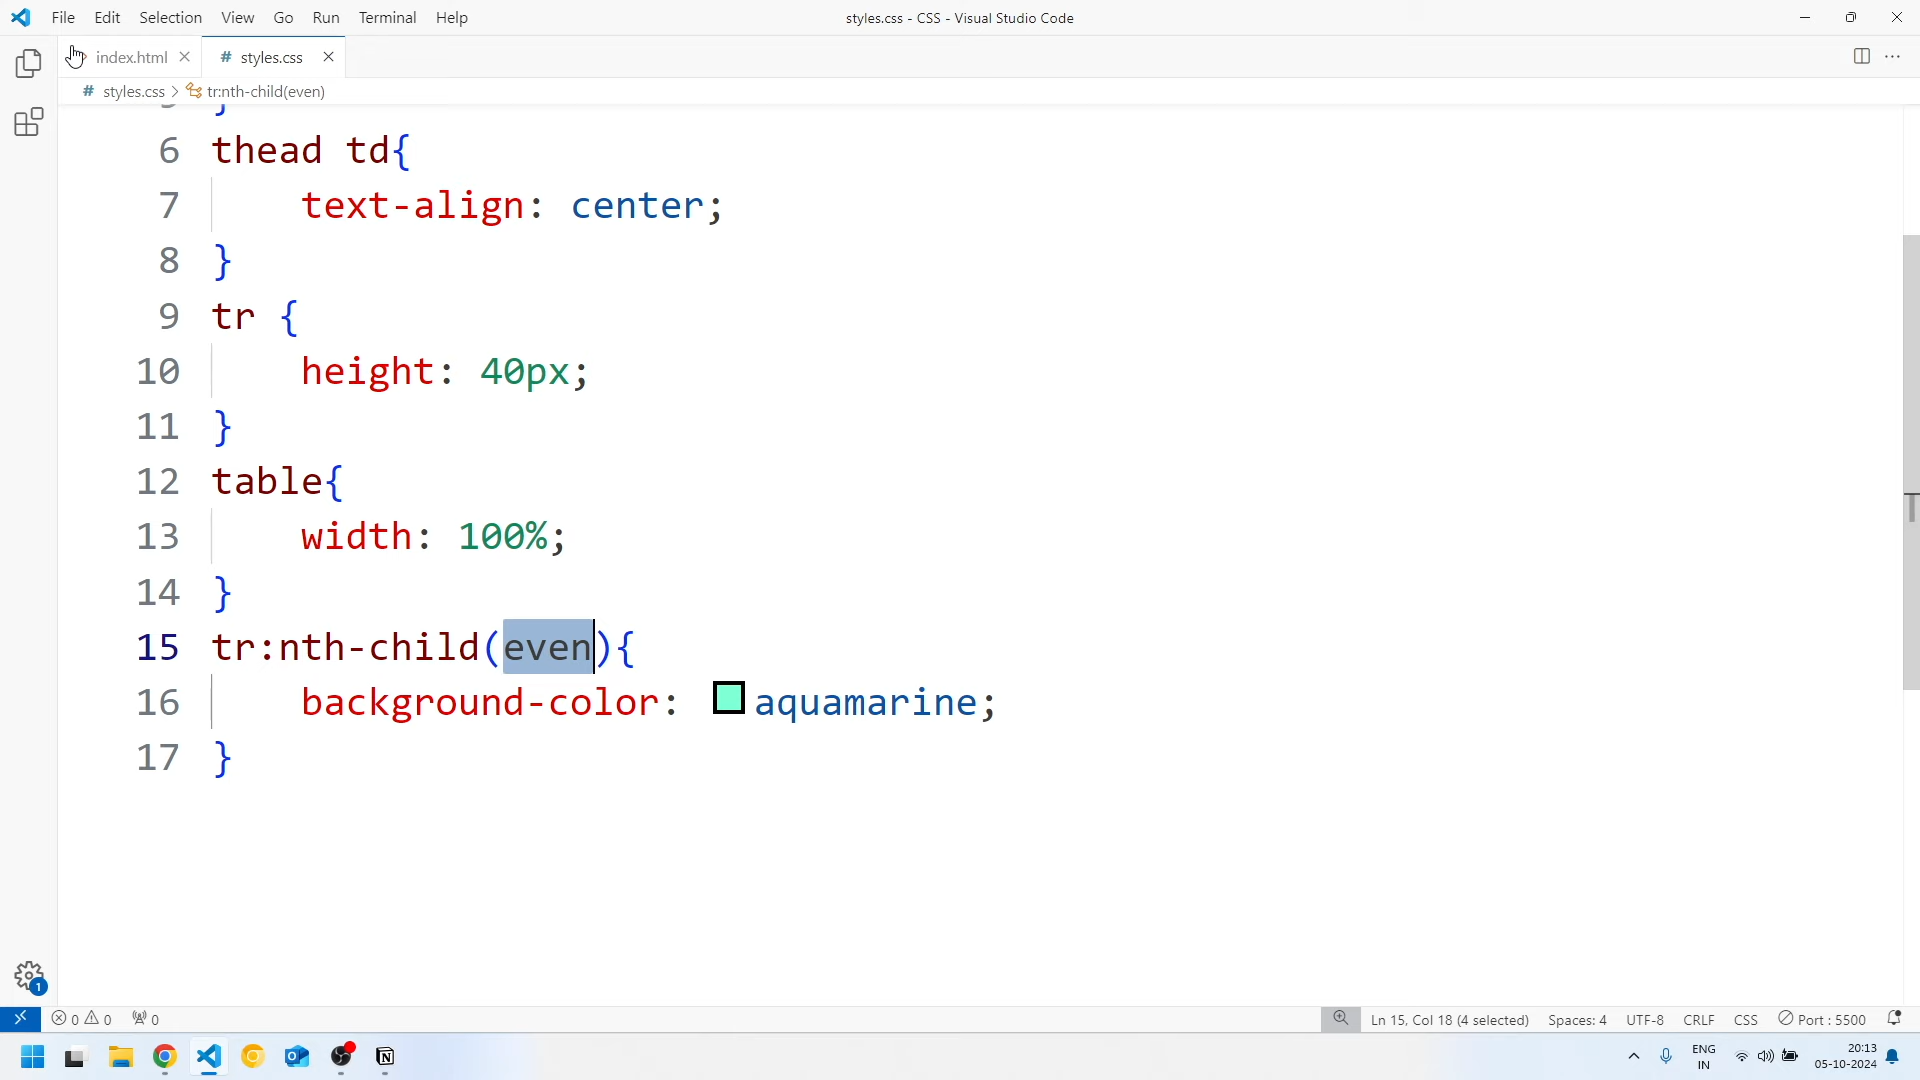 File Edit Selection View Go Run Terminal Help
styles.css - CSS - Visual Studio Code
index.html
# styles.css
# styles.css > tr:nth-child(even)
6 thead td{
7 text-align: center;
8 }
9 tr {
10 height: 40px;
11 }
12 table{
13 width: 100%;
14 }
15 tr:nth-child(even){
16 background-color: aquamarine;
17 }
1
0 0 0
Ln 15, Col 18 (4 selected) Spaces: 4 UTF-8 CRLF CSS Port : 5500
ENG
IN
20:13
05-10-2024